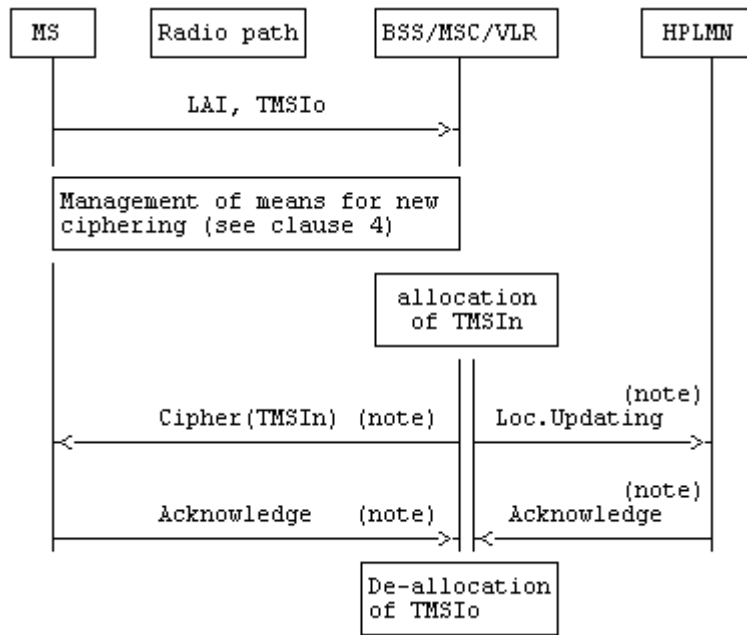 MS
Radio path
BSS/MSC/VLR
HPLMN
LAI, TMSIo
Management of means for new
ciphering (see clause 4)
allocation
of TMSIn
(note)
Cipher(TMSIn) (note)
Loc.Updating
(note)
Acknowledge (note)
Acknowledge
De-allocation
of TMSIo